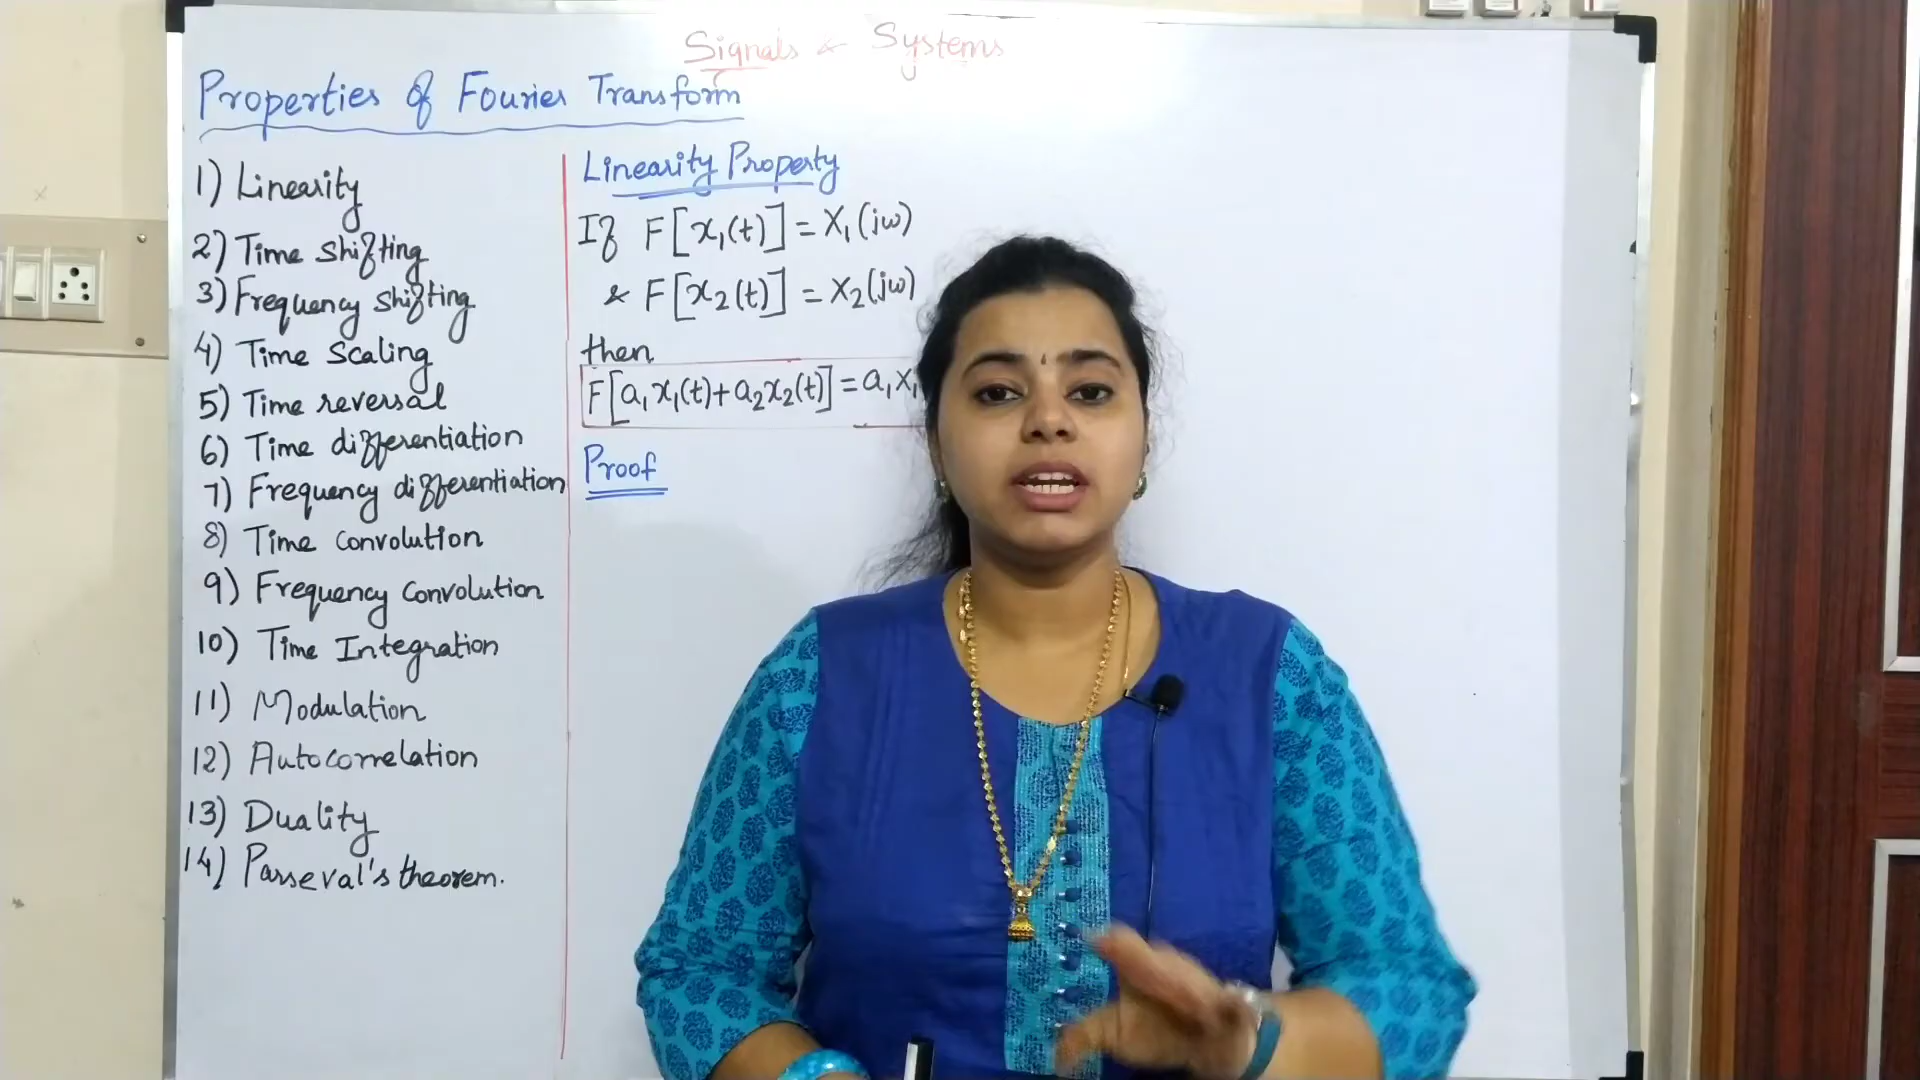 Signals & Systems
Properties of Fourier Transform
1) Linearity
2) Time shifting
3) Frequency shifting
4) Time scaling
5) Time reversal
6) Time differentiation
7) Frequency differentiation
8) Time convolution
9) Frequency convolution
10) Time Integration
11) Modulation
12) Autocorrelation
13) Duality
14) Parseval's theorem.
Linearity Property
If F[x₁(t)] = X₁(jω)
& F[x₂(t)] = X₂(jω)
then
F[a₁x₁(t)+a₂x₂(t)] = a₁X₁
Proof